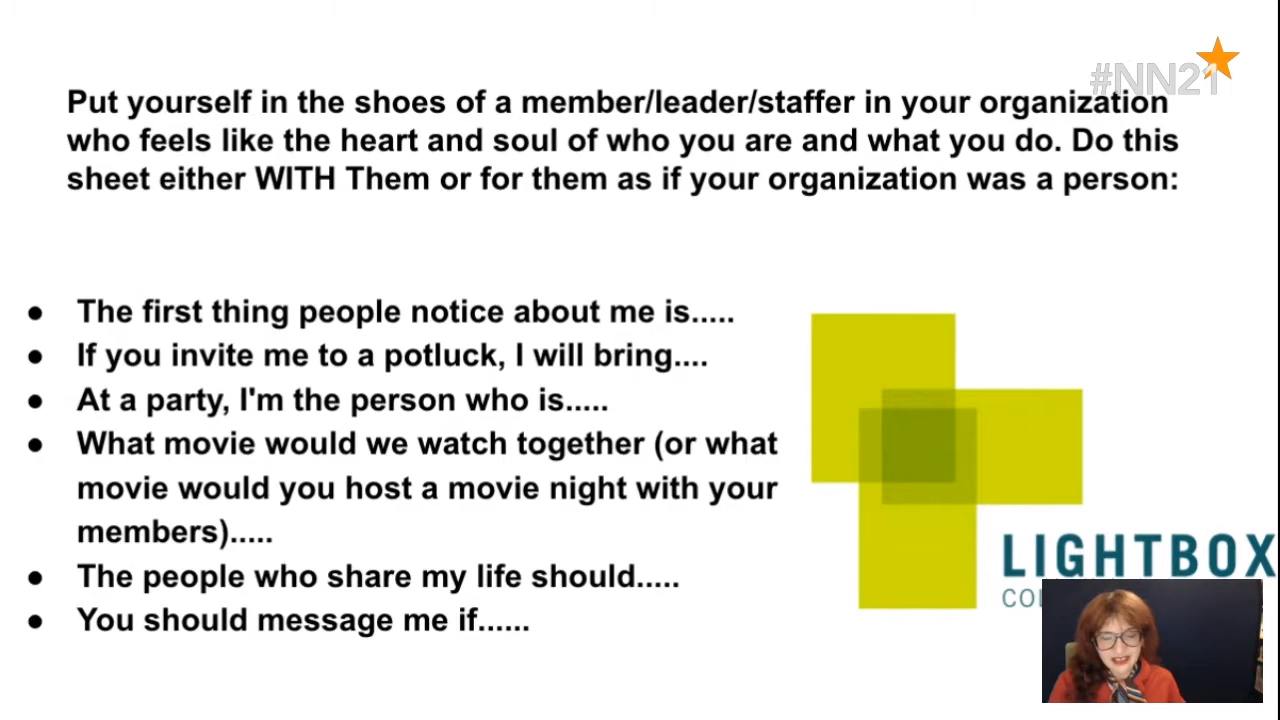 #NN21
Put yourself in the shoes of a member/leader/staffer in your organization
who feels like the heart and soul of who you are and what you do. Do this
sheet either WITH Them or for them as if your organization was a person:
● The first thing people notice about me is.....
● If you invite me to a potluck, I will bring....
● At a party, I'm the person who is.....
● What movie would we watch together (or what
movie would you host a movie night with your
members).....
● The people who share my life should.....
● You should message me if......
LIGHTBOX